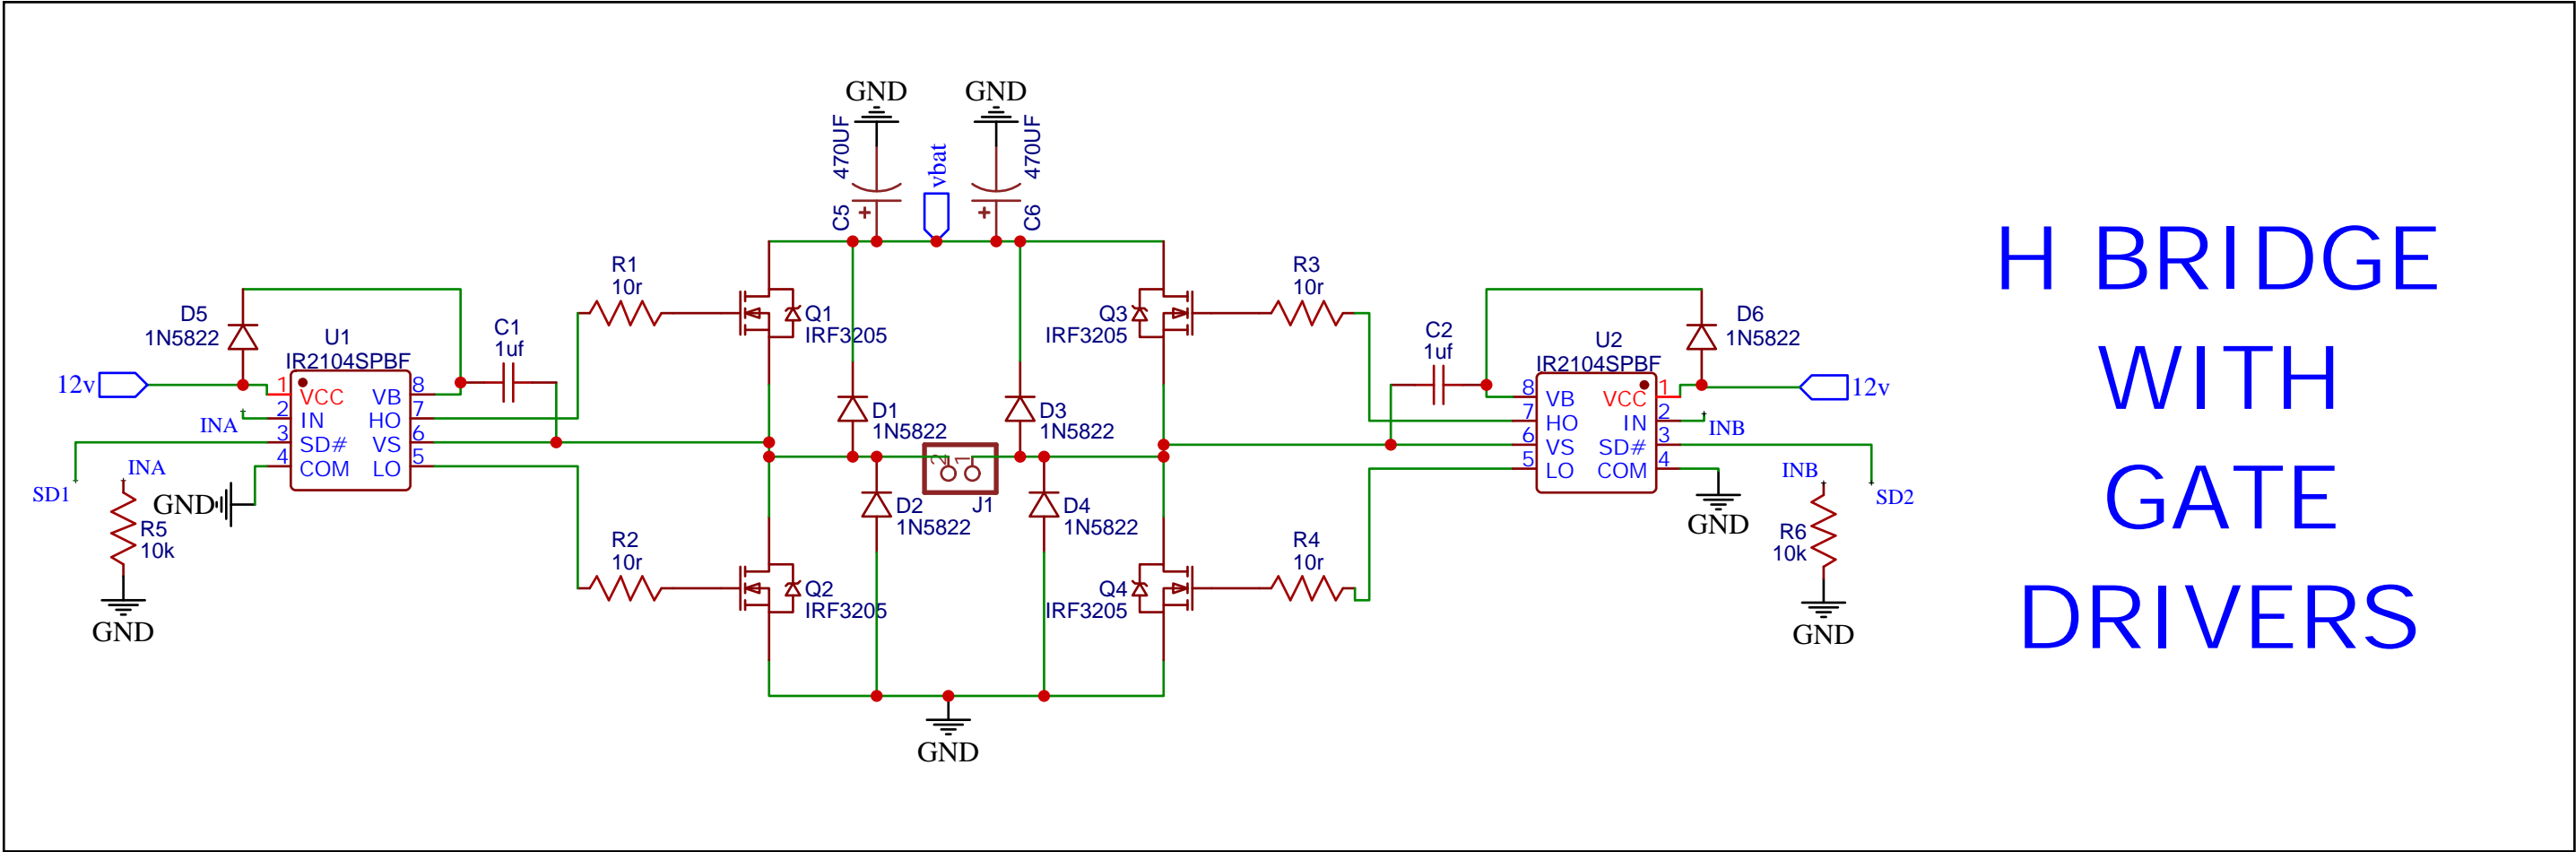 GND
GND
470UF
C5
vbat
470UF
C6
D5
1N5822
12v
INA
SD1
INA
R5
10k
GND
GND
U1
IR2104SPBF
1
VCC
2
IN
3
SD#
4
COM
8
VB
7
HO
6
VS
5
LO
C1
1uf
R1
10r
R2
10r
Q1
IRF3205
Q2
IRF3205
D1
1N5822
D2
1N5822
2
1
J1
D3
1N5822
D4
1N5822
GND
Q3
IRF3205
Q4
IRF3205
R3
10r
R4
10r
C2
1uf
U2
IR2104SPBF
8
VB
7
HO
6
VS
5
LO
1
VCC
2
IN
3
SD#
4
COM
D6
1N5822
12v
INB
SD2
INB
R6
10k
GND
GND
H BRIDGE
WITH
GATE
DRIVERS